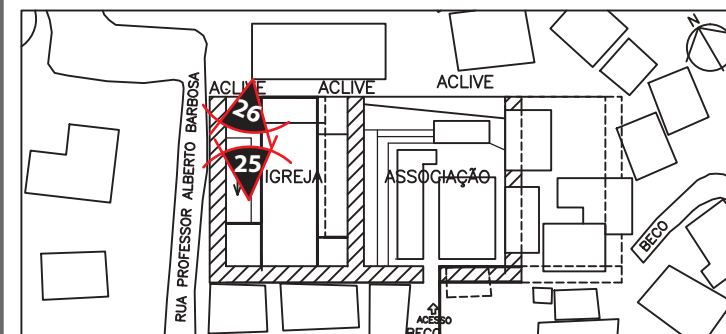 N
ACLIVE
ACLIVE
ACLIVE
26
25
RUA PROFESSOR ALBERTO BARBOSA
IGREJA
ASSOCIAÇÃO
BECO
ACESSO
BECO